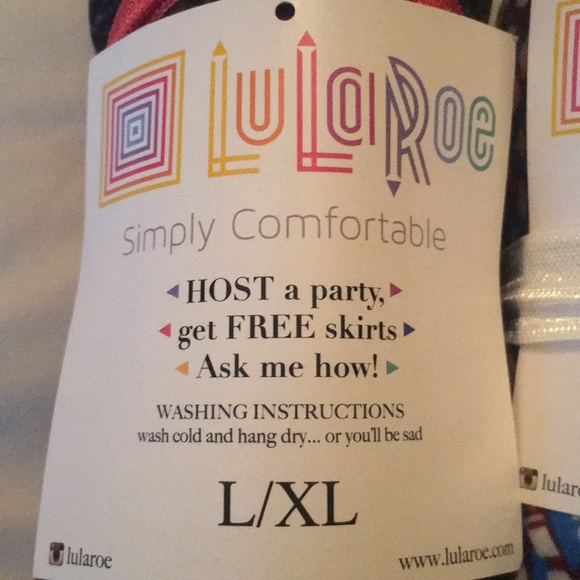 LuLaRoe
Simply Comfortable
HOST a party,
get FREE skirts
Ask me how!
WASHING INSTRUCTIONS
wash cold and hang dry... or you'll be sad
L/XL
lularoe
www.lularoe.com
lularo